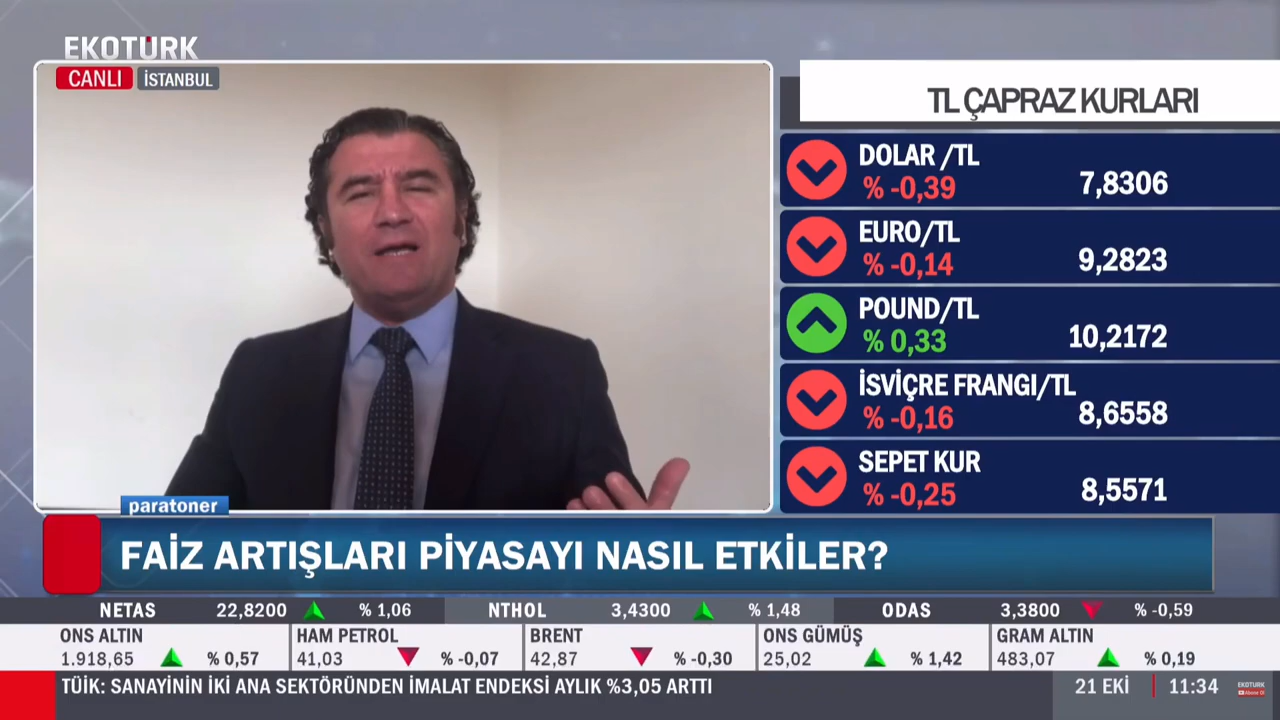 EKOTÜRK
CANLI İSTANBUL
TL ÇAPRAZ KURLARI
DOLAR /TL
% -0,39 7,8306
EURO/TL
% -0,14 9,2823
POUND/TL
% 0,33 10,2172
İSVİÇRE FRANGI/TL
% -0,16 8,6558
SEPET KUR
% -0,25 8,5571
paratoner
FAİZ ARTIŞLARI PİYASAYI NASIL ETKİLER?
NETAS 22,8200 % 1,06 NTHOL 3,4300 % 1,48 ODAS 3,3800 % -0,59
ONS ALTIN HAM PETROL BRENT ONS GÜMÜŞ GRAM ALTIN
1.918,65 % 0,57 41,03 % -0,07 42,87 % -0,30 25,02 % 1,42 483,07 % 0,19
TÜİK: SANAYİNİN İKİ ANA SEKTÖRÜNDEN İMALAT ENDEKSİ AYLIK %3,05 ARTTI
21 EKİ 11:34 EKOTÜRK
Abone Ol